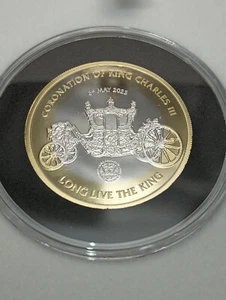 CORONATION OF KING CHARLES III
6 MAY 2023
LONG LIVE THE KING